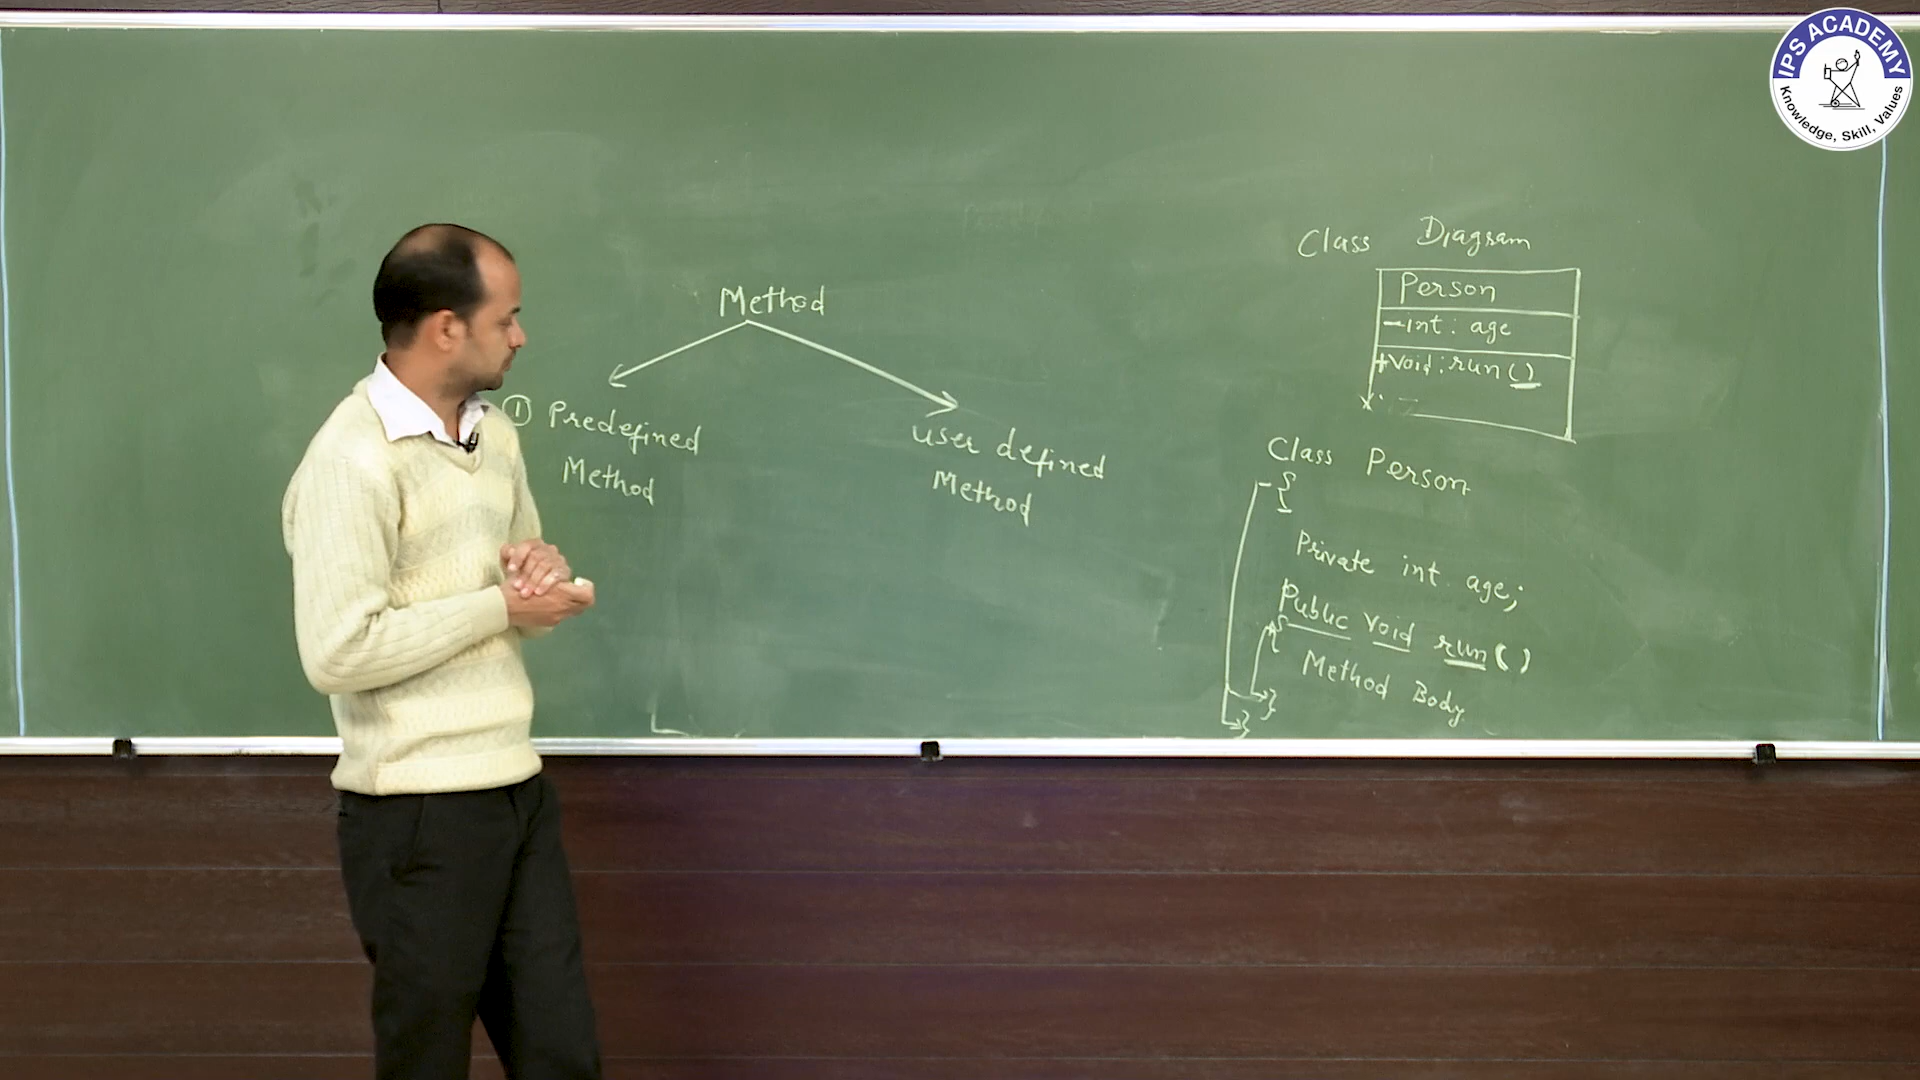 IPS ACADEMY
Knowledge, Skill, Values
Method
① Predefined
Method
user defined
Method
Class Diagram
Person
-int: age
+void: run()
Class Person
{
Private int age;
Public void run()
{
Method Body
}
}